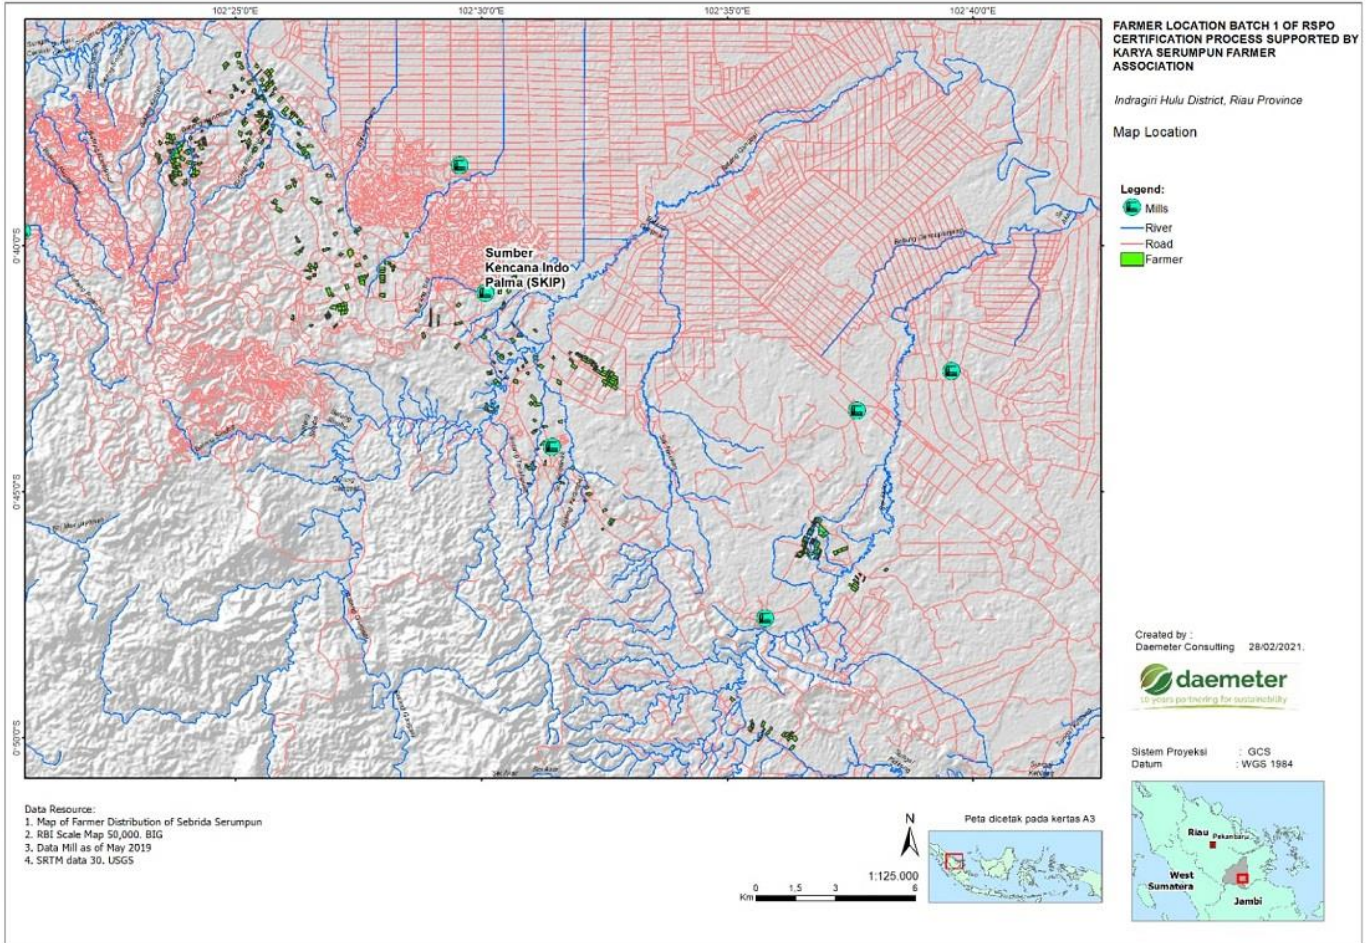 102°25'0"E 102°30'0"E 102°35'0"E 102°40'0"E
FARMER LOCATION BATCH 1 OF RSPO
CERTIFICATION PROCESS SUPPORTED BY
KARYA SERUMPUN FARMER
ASSOCIATION
Indragiri Hulu District, Riau Province
Map Location
Legend:
Mills
River
Road
Farmer
0°40'0"S
0°45'0"S
0°50'0"S
Sumber
Kencana Indo
Palma (SKIP)
Created by :
Daemeter Consulting 28/02/2021.
daemeter
10 years partnering for sustainability
Sistem Proyeksi : GCS
Datum : WGS 1984
Data Resource:
1. Map of Farmer Distribution of Sebrida Serumpun
2. RBI Scale Map 50,000. BIG
3. Data Mill as of May 2019
4. SRTM data 30. USGS
N
1:125.000
Km 0 1,5 3 6
Peta dicetak pada kertas A3
Riau
Pekanbaru
West
Sumatera
Jambi